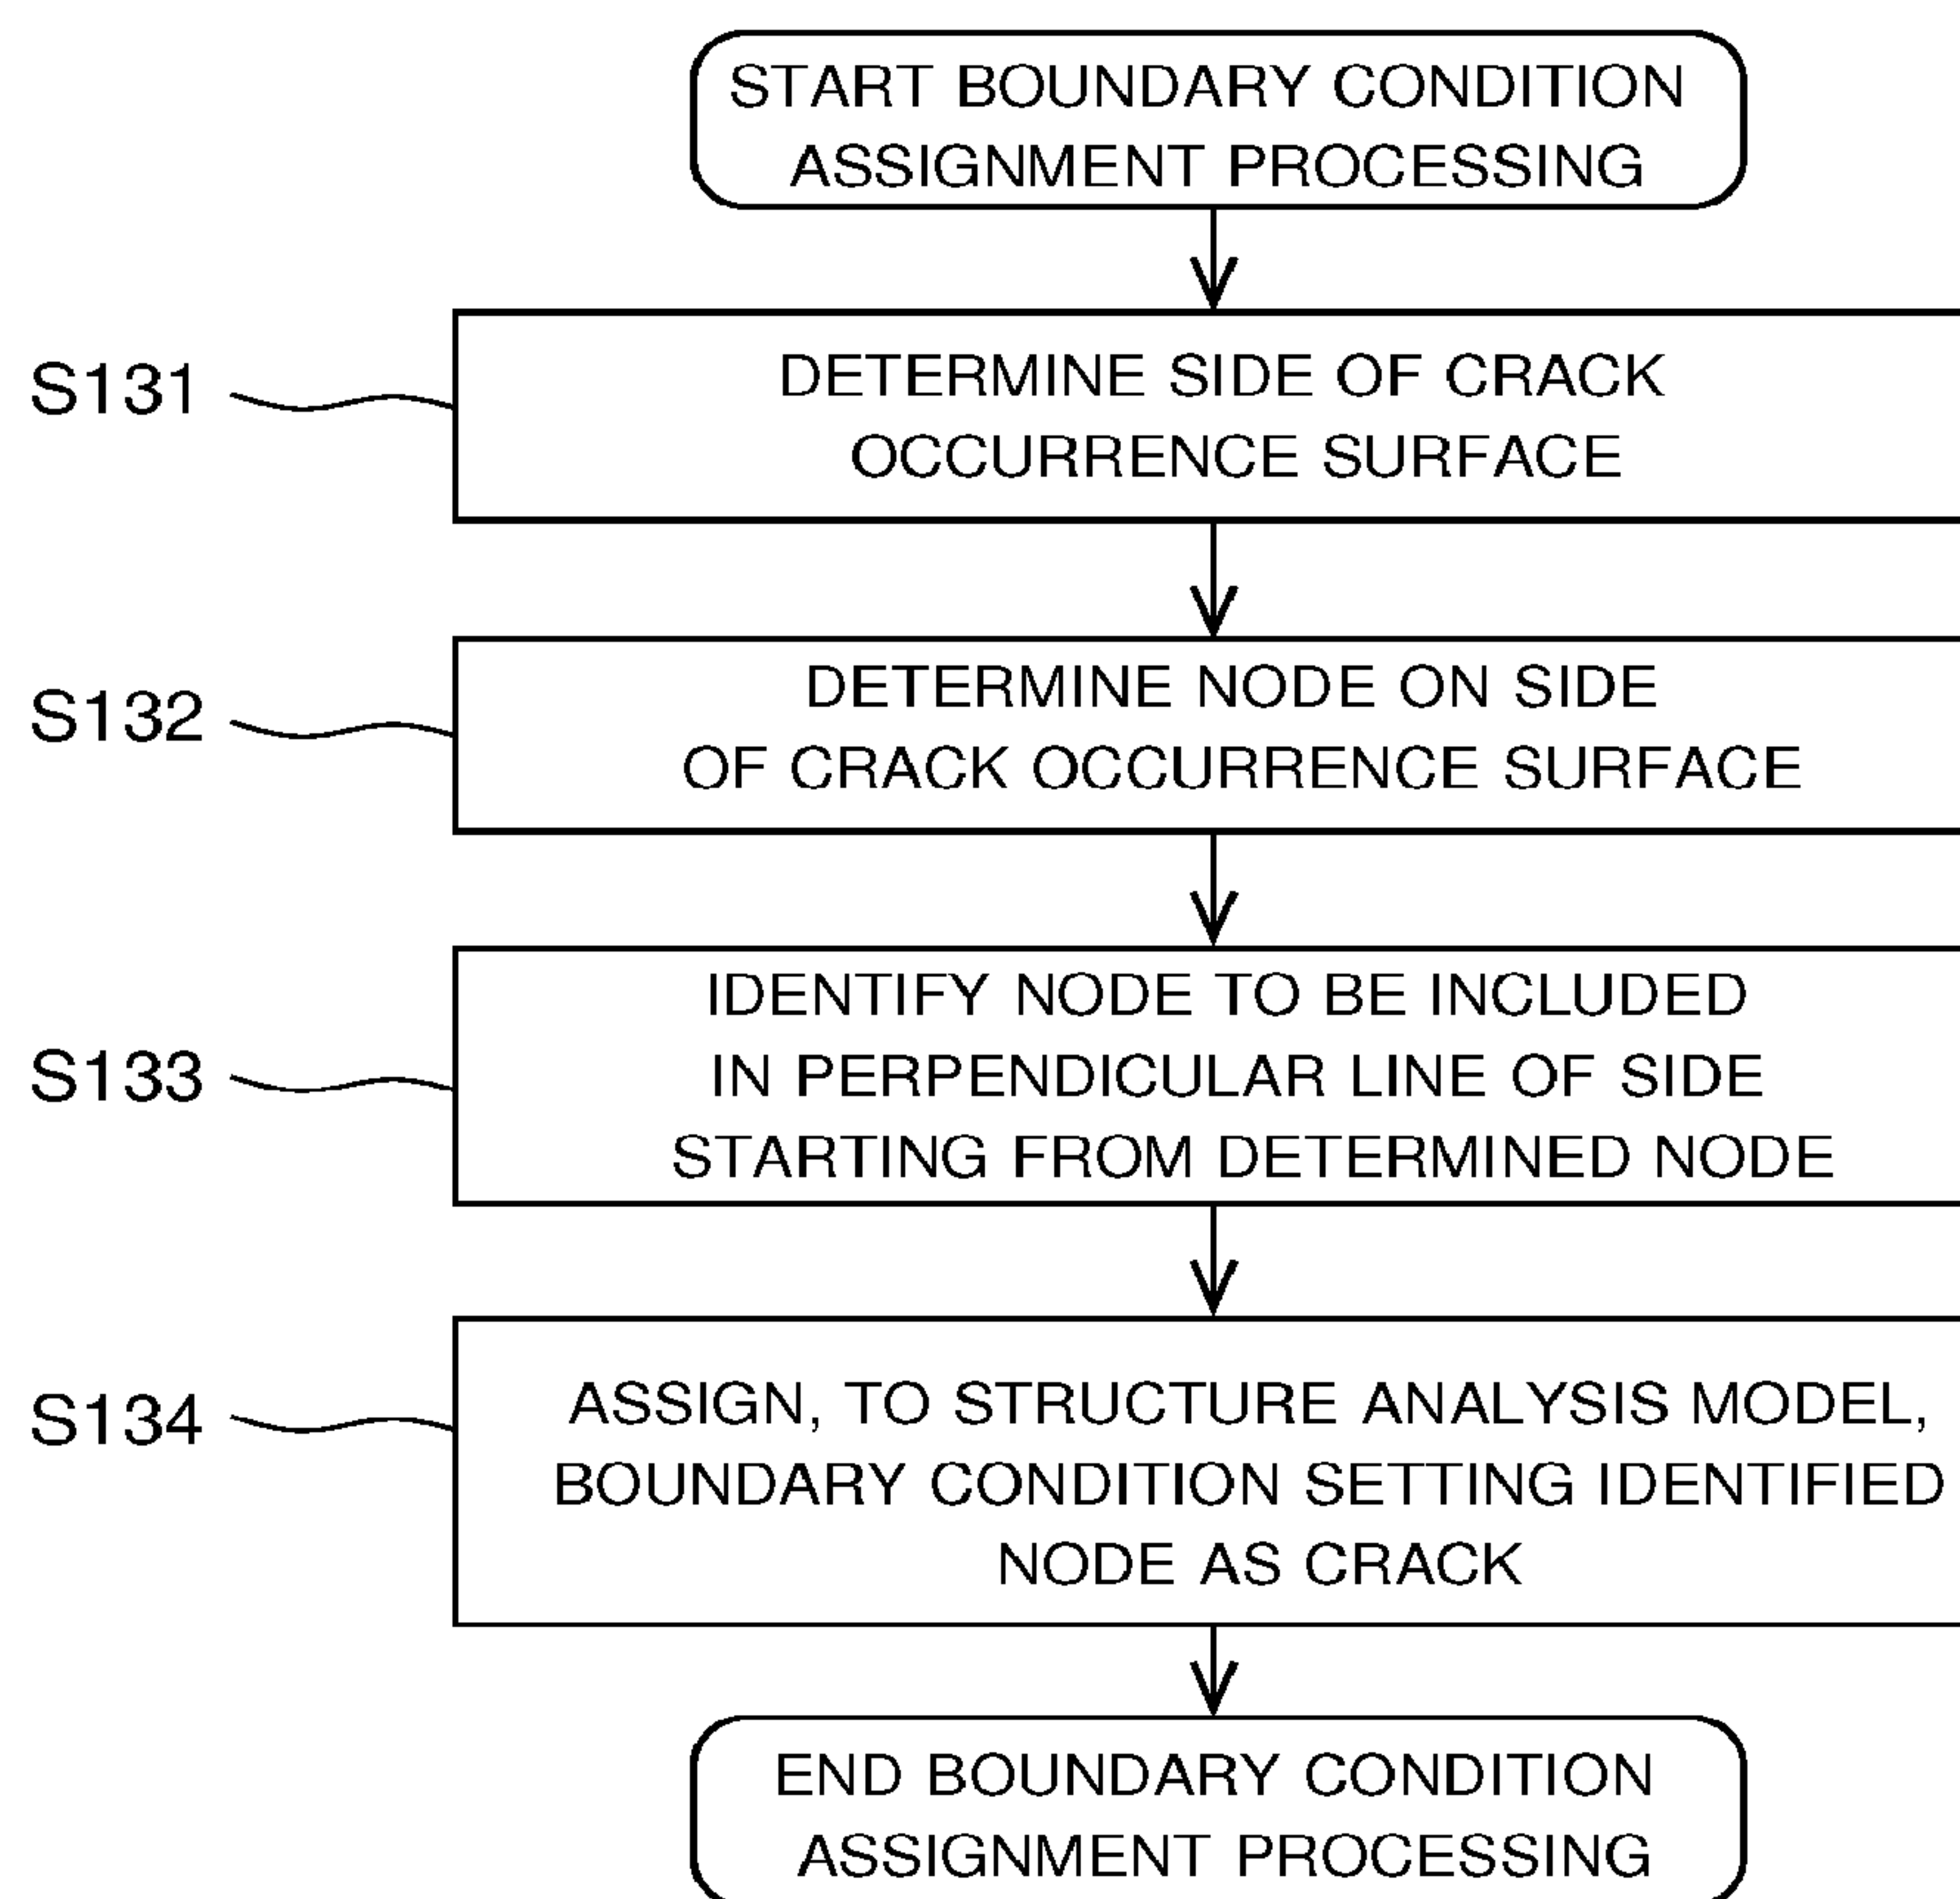 START BOUNDARY CONDITION
ASSIGNMENT PROCESSING
S131
DETERMINE SIDE OF CRACK
OCCURRENCE SURFACE
S132
DETERMINE NODE ON SIDE
OF CRACK OCCURRENCE SURFACE
S133
IDENTIFY NODE TO BE INCLUDED
IN PERPENDICULAR LINE OF SIDE
STARTING FROM DETERMINED NODE
S134
ASSIGN, TO STRUCTURE ANALYSIS MODEL,
BOUNDARY CONDITION SETTING IDENTIFIED
NODE AS CRACK
END BOUNDARY CONDITION
ASSIGNMENT PROCESSING